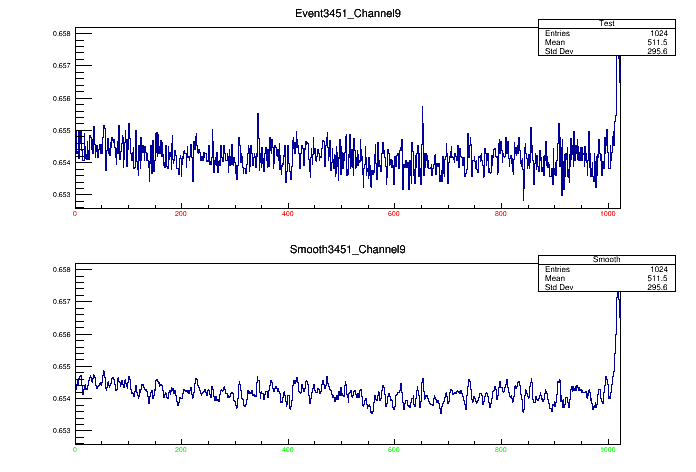 Event3451_Channel9
Test
Entries 1024
Mean 511.5
Std Dev 295.6
0.658
0.657
0.656
0.655
0.654
0.653
0 200 400 600 800 1000
Smooth3451_Channel9
Smooth
Entries 1024
Mean 511.5
Std Dev 295.6
0.658
0.657
0.656
0.655
0.654
0.653
0 200 400 600 800 1000